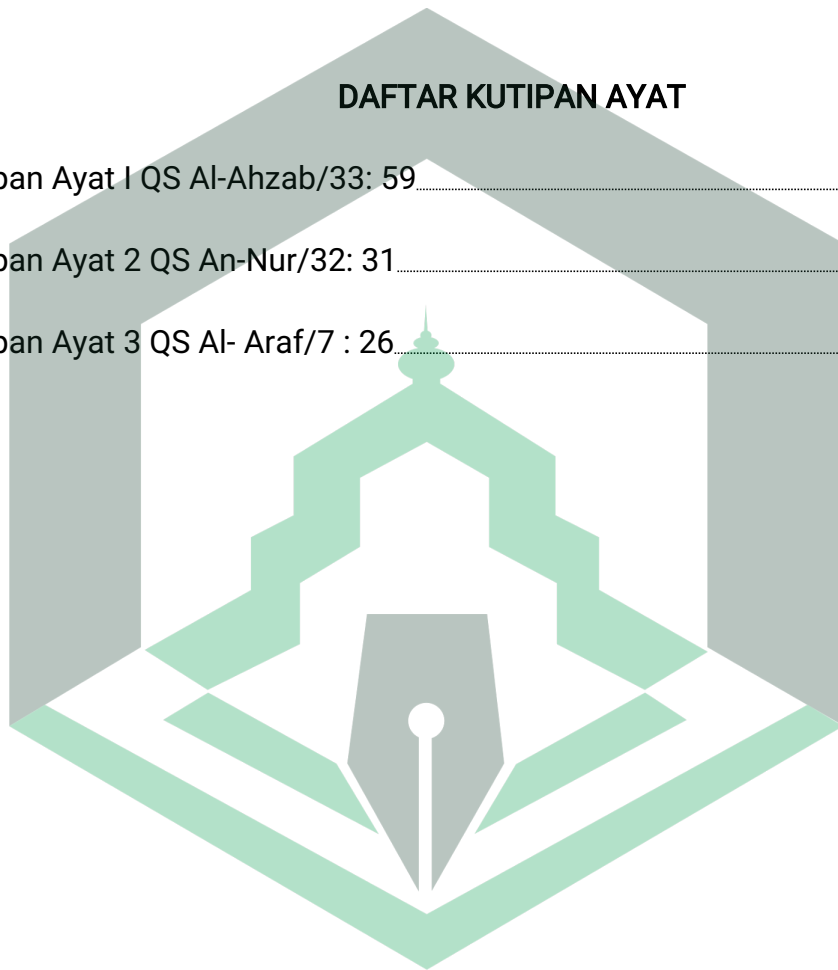 DAFTAR KUTIPAN AYAT
pan Ayat I QS Al-Ahzab/33: 59
pan Ayat 2 QS An-Nur/32: 31
pan Ayat 3 QS Al- Araf/7 : 26